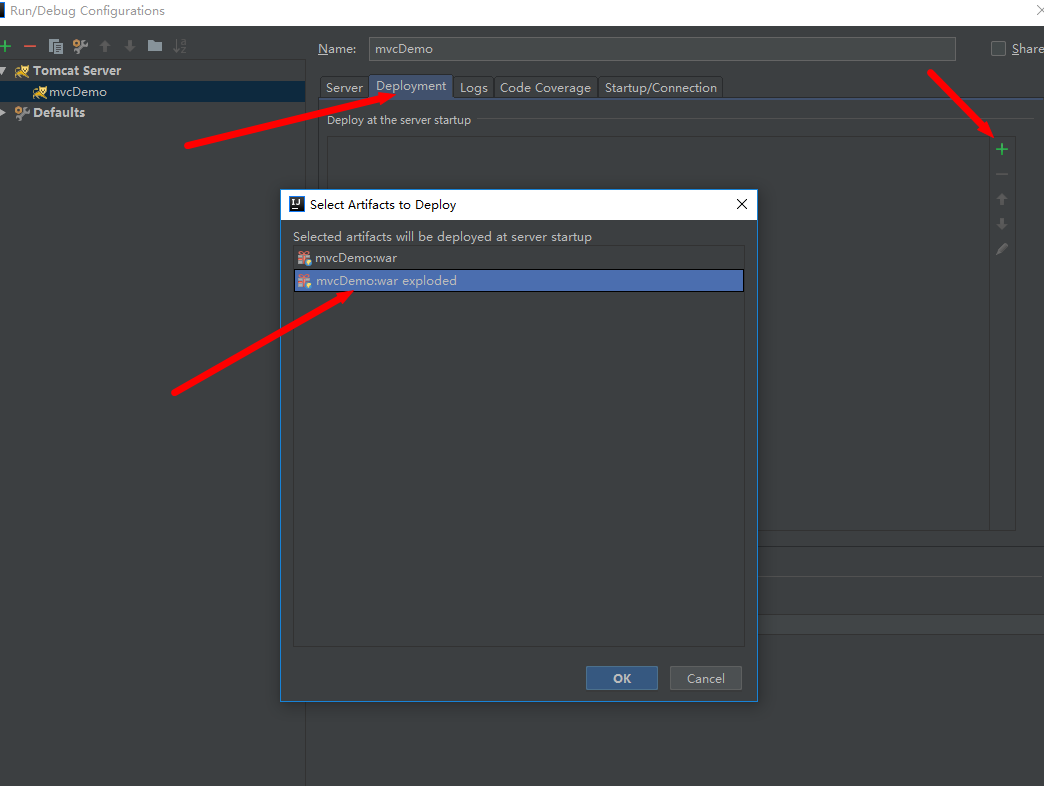 Run/Debug Configurations
Name: mvcDemo
Share
Tomcat Server
mvcDemo
Defaults
Server Deployment Logs Code Coverage Startup/Connection
Deploy at the server startup
Select Artifacts to Deploy
Selected artifacts will be deployed at server startup
mvcDemo:war
mvcDemo:war exploded
OK Cancel